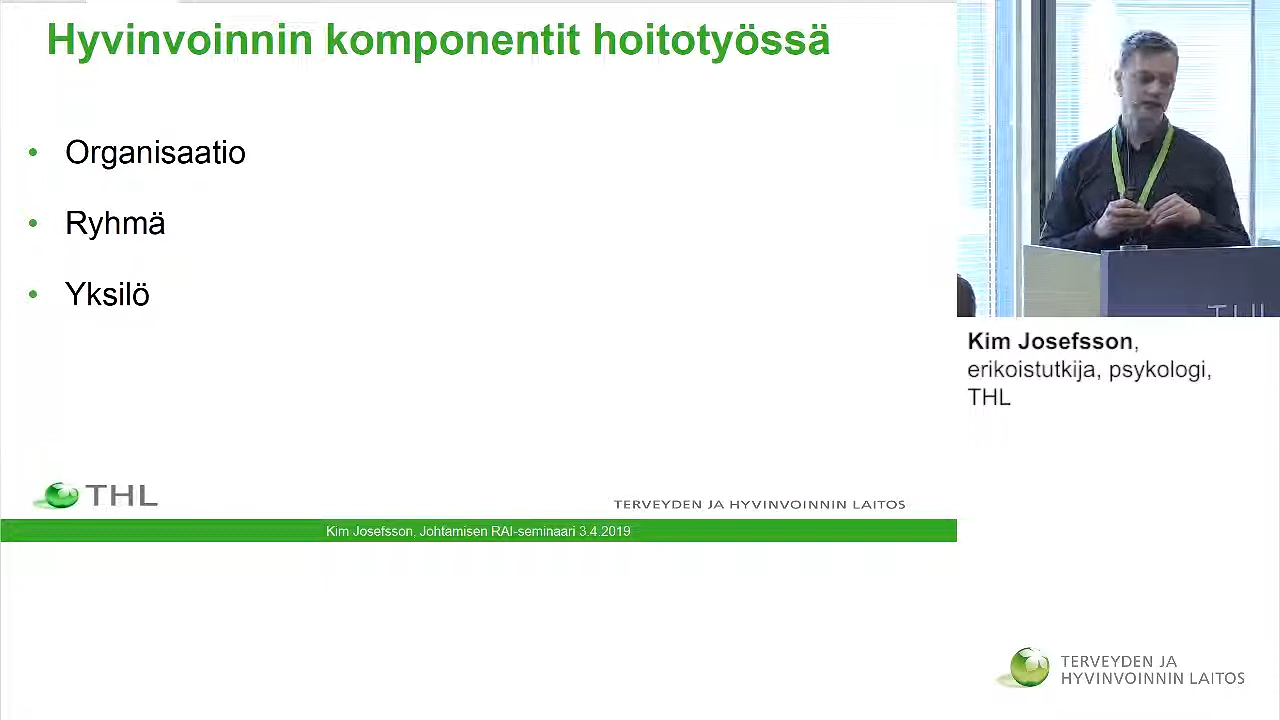 Hyvinvoinnin komponentit hoitotyössä
Organisaatio
Ryhmä
Yksilö
THL
TERVEYDEN JA HYVINVOINNIN LAITOS
Kim Josefsson, Johtamisen RAI-seminaari 3.4.2019
THL
Kim Josefsson,
erikoistutkija, psykologi,
THL
TERVEYDEN JA
HYVINVOINNIN LAITOS